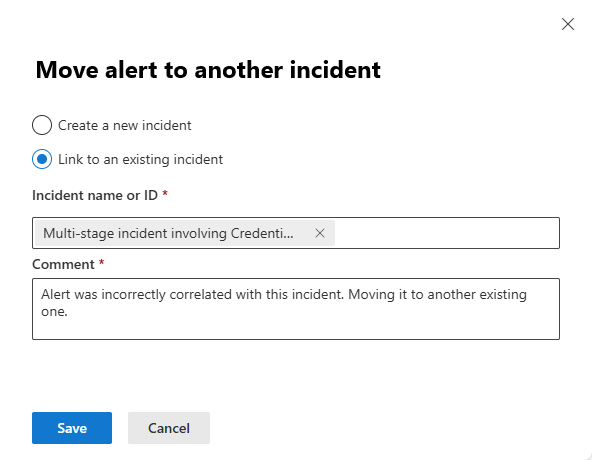 Move alert to another incident
Create a new incident
Link to an existing incident
Incident name or ID *
Multi-stage incident involving Credenti...
Comment *
Alert was incorrectly correlated with this incident. Moving it to another existing
one.
Save Cancel